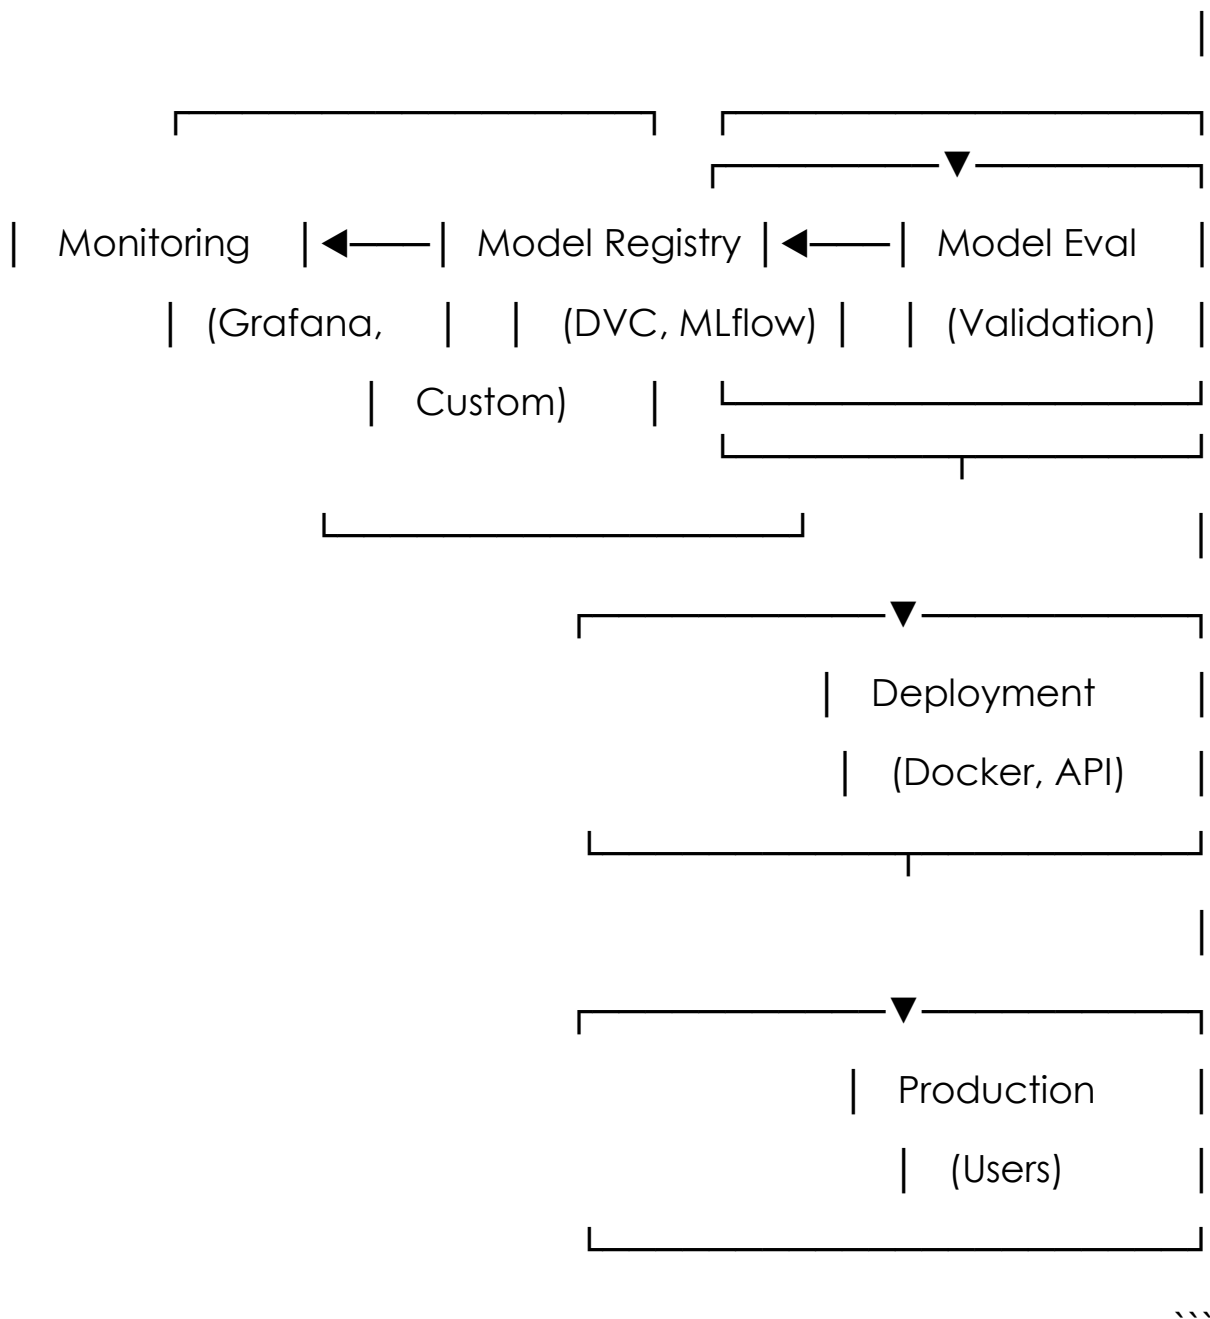 |
┌─────────────────┐ ┌─────────────────┐
┌────────▼────────┐
| Monitoring |◄───| Model Registry |◄───| Model Eval |
| (Grafana, | | (DVC, MLflow) | | (Validation) |
| Custom) | └─────────────────┘
└────────┬────────┘
└─────────────────┘ |
┌───────────▼──────────┐
| Deployment |
| (Docker, API) |
└───────────┬──────────┘
|
┌───────────▼──────────┐
| Production |
| (Users) |
└──────────────────────┘
```